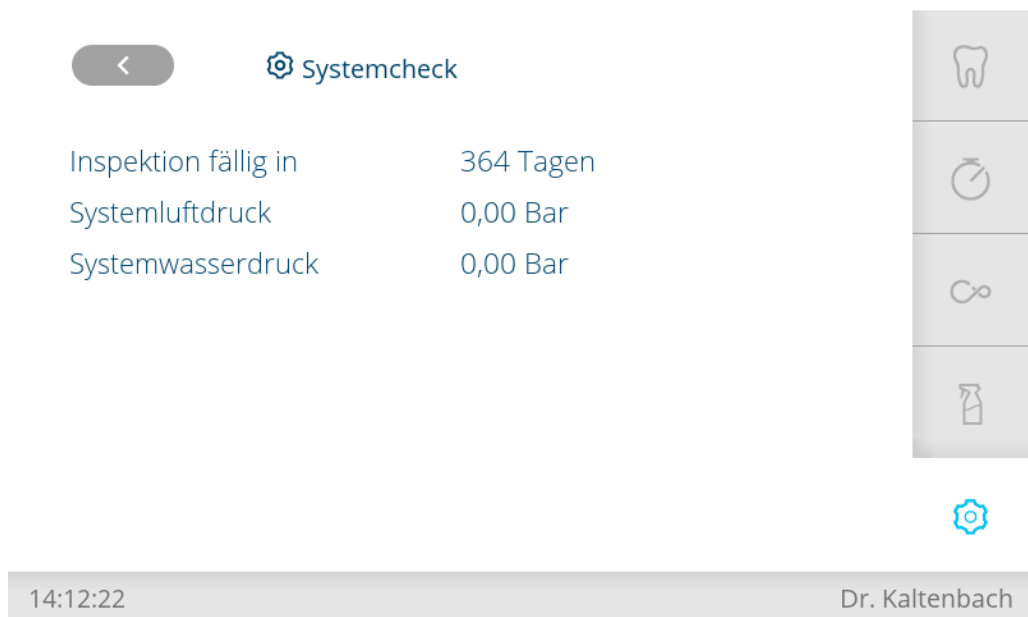 Systemcheck
Inspektion fällig in 364 Tagen
Systemluftdruck 0,00 Bar
Systemwasserdruck 0,00 Bar
14:12:22 Dr. Kaltenbach